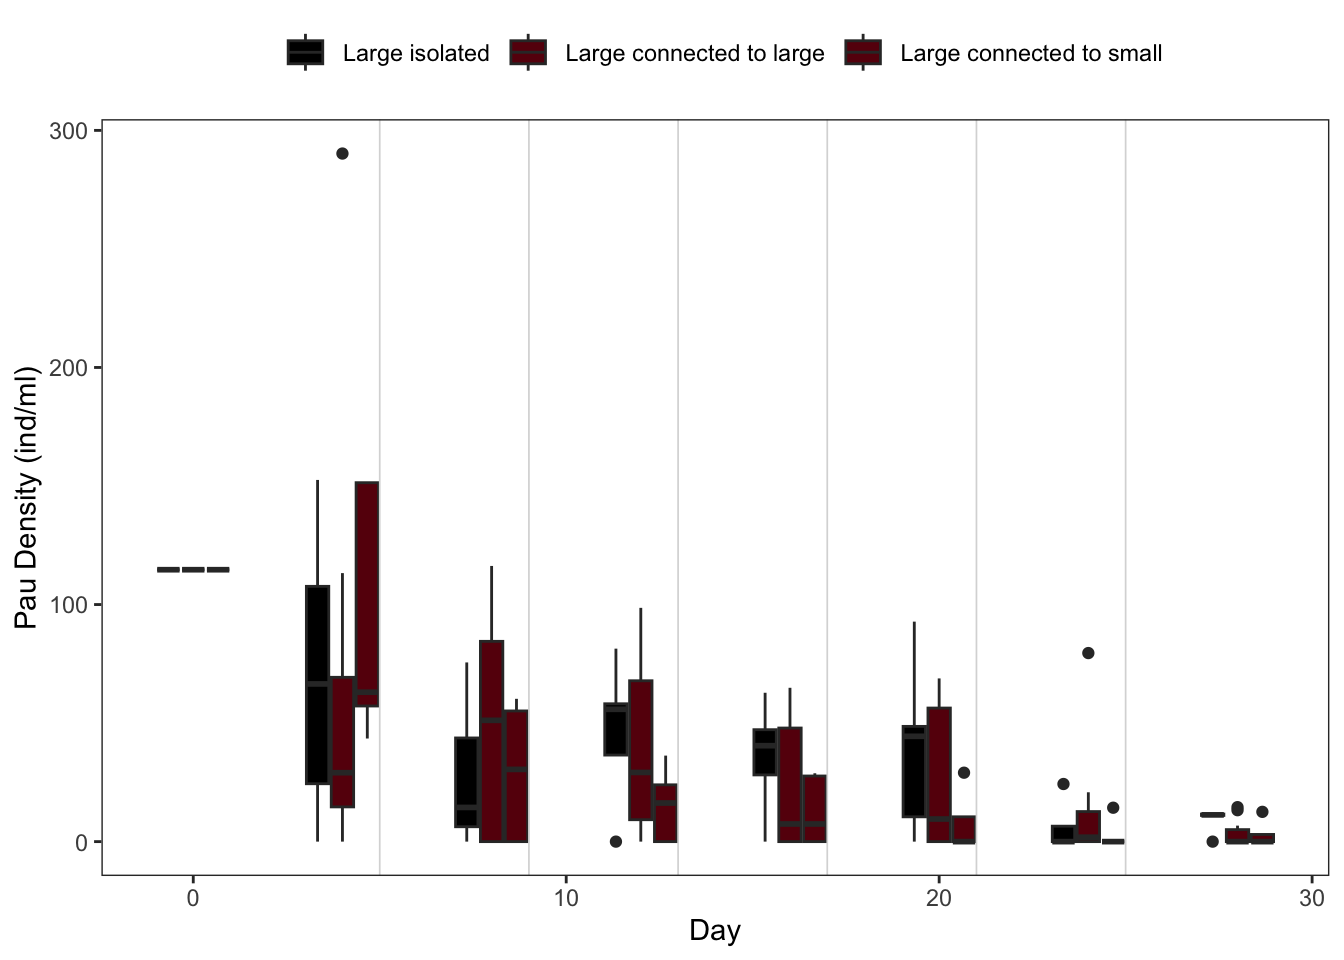 Large isolated Large connected to large Large connected to small
300
200
100
0
Pau Density (ind/ml)
0 10 20 30
Day